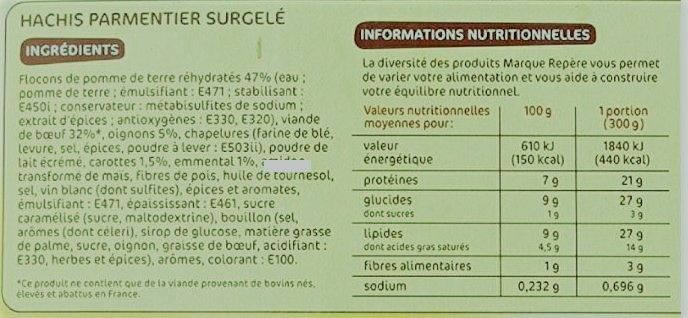 HACHIS PARMENTIER SURGELÉ
INGRÉDIENTS
Flocons de pomme de terre réhydratés 47% (eau ;
pomme de terre ; émulsifiant : E471 ; stabilisant :
E450i ; conservateur : métabisulfites de sodium ;
extrait d'épices ; antioxygènes : E330, E320), viande
de bœuf 32%*, oignons 5%, chapelures (farine de blé,
levure, sel, épices, poudre à lever : E503ii), poudre de
lait écrémé, carottes 1,5%, emmental 1%,
transformé de maïs, fibres de pois, huile de tournesol,
sel, vin blanc (dont sulfites), épices et aromates,
émulsifiant : E471, épaississant : E461, sucre
caramélisé (sucre, maltodextrine), bouillon (sel,
arômes (dont céleri), sirop de glucose, matière grasse
de palme, sucre, oignon, graisse de bœuf, acidifiant :
E330, herbes et épices), arômes, colorant : E100.
*Ce produit ne contient que de la viande provenant de bovins nés,
élevés et abattus en France.
INFORMATIONS NUTRITIONNELLES
La diversité des produits Marque Repère vous permet
de varier votre alimentation et vous aide à construire
votre équilibre nutritionnel.
Valeurs nutritionnelles 100 g 1 portion
moyennes pour: (300 g)
valeur 610 kJ 1840 kJ
énergétique (150 kcal) (440 kcal)
protéines 7 g 21 g
glucides 9 g 27 g
dont sucres 1 g 3 g
lipides 9 g 27 g
dont acides gras saturés 4,5 g 14 g
fibres alimentaires 1 g 3 g
sodium 0,232 g 0,696 g